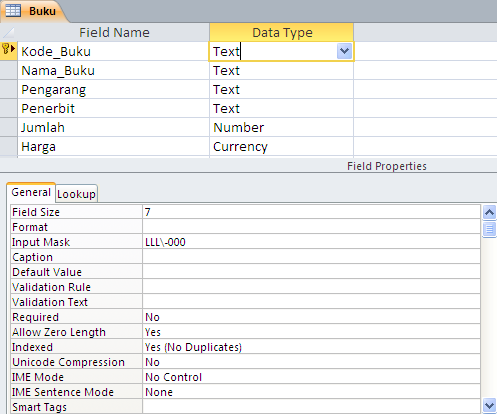 Buku
Field Name Data Type
Kode_Buku Text
Nama_Buku Text
Pengarang Text
Penerbit Text
Jumlah Number
Harga Currency
Field Properties
General Lookup
Field Size 7
Format
Input Mask LLL\-000
Caption
Default Value
Validation Rule
Validation Text
Required No
Allow Zero Length Yes
Indexed Yes (No Duplicates)
Unicode Compression No
IME Mode No Control
IME Sentence Mode None
Smart Tags